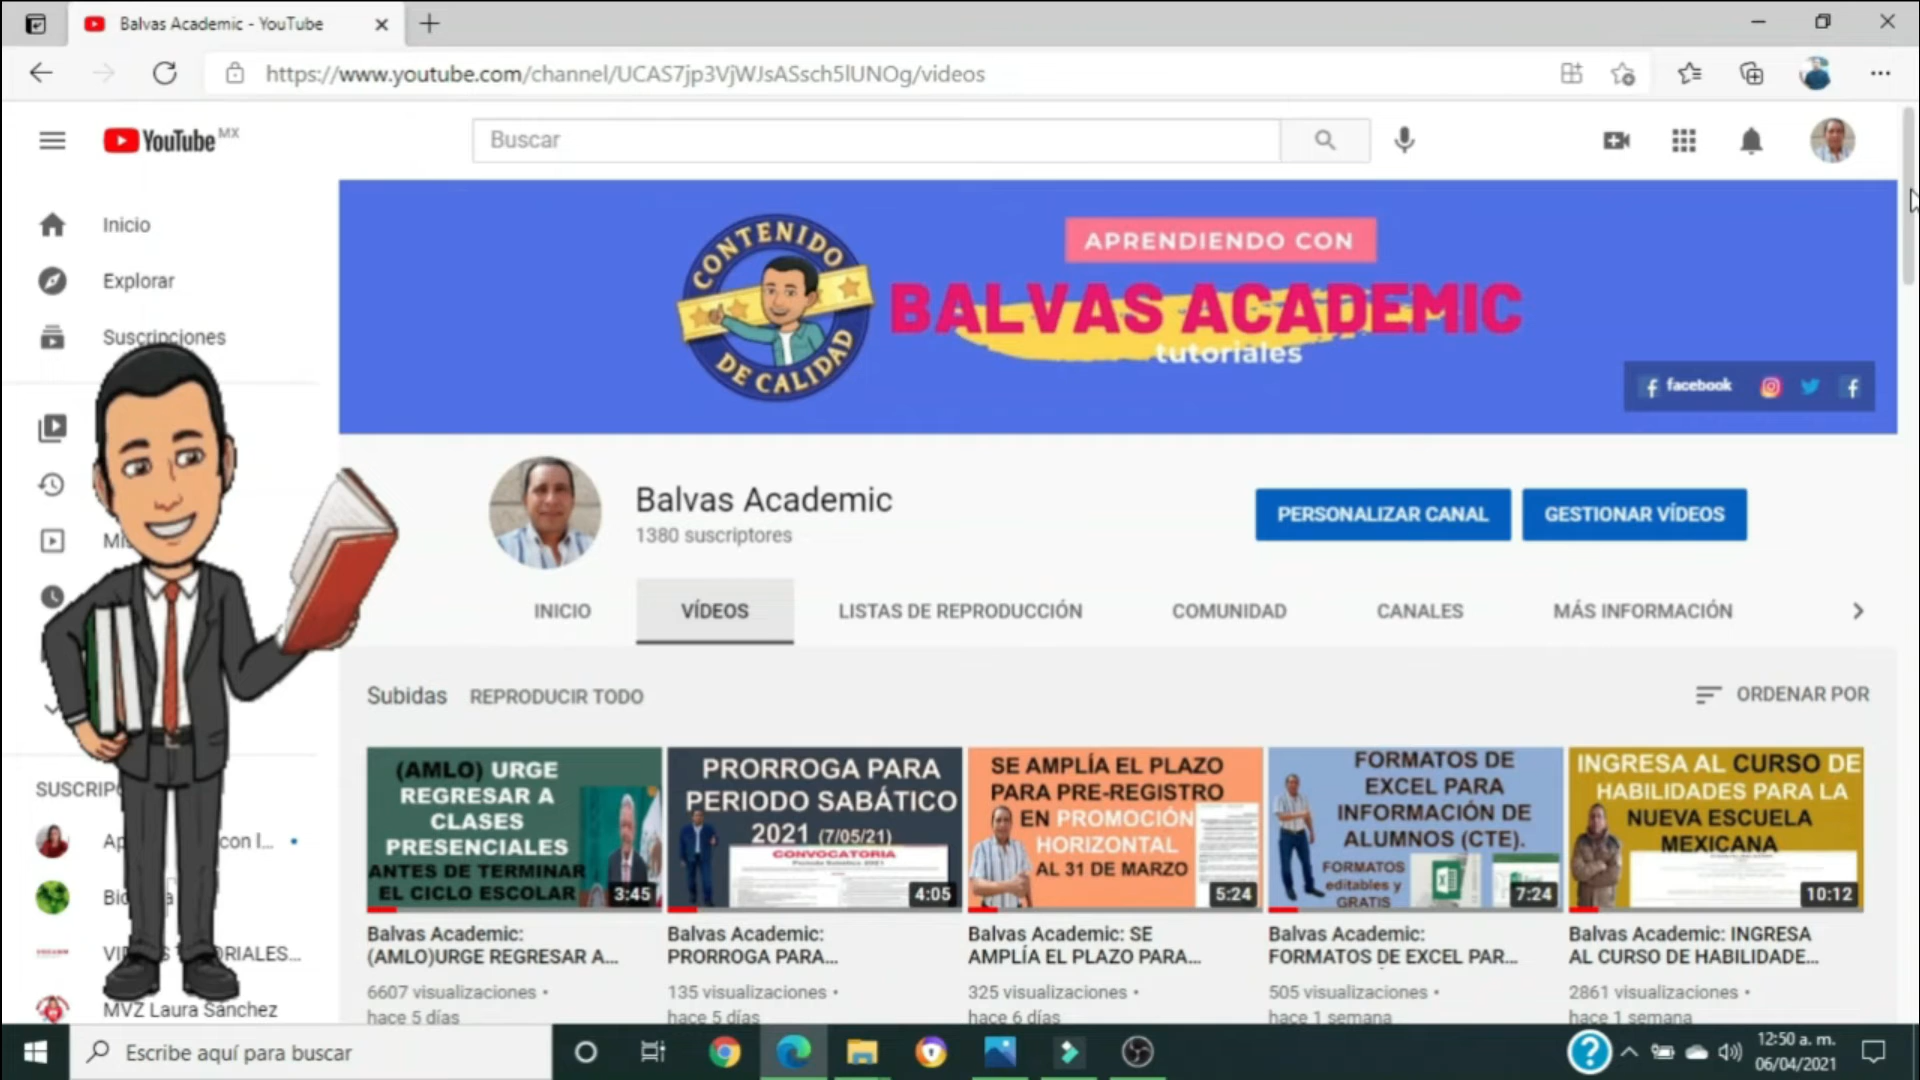 Balvas Academic - YouTube
https://www.youtube.com/channel/UCAS7jp3VjWJsASsch5lUNOg/videos
YouTube MX
Buscar
Inicio
Explorar
Suscripciones
CONTENIDO
DE CALIDAD
APRENDIENDO CON
BALVAS ACADEMIC
tutoriales
facebook
Balvas Academic
1380 suscriptores
PERSONALIZAR CANAL
GESTIONAR VÍDEOS
INICIO
VÍDEOS
LISTAS DE REPRODUCCIÓN
COMUNIDAD
CANALES
MÁS INFORMACIÓN
Subidas
REPRODUCIR TODO
ORDENAR POR
con l...
MVZ Laura Sánchez
(AMLO) URGE
REGRESAR A
CLASES
PRESENCIALES
ANTES DE TERMINAR
EL CICLO ESCOLAR
3:45
PRORROGA PARA
PERIODO SABÁTICO
2021 (7/05/21)
CONVOCATORIA
4:05
SE AMPLÍA EL PLAZO
PARA PRE-REGISTRO
EN PROMOCIÓN
HORIZONTAL
AL 31 DE MARZO
5:24
FORMATOS DE
EXCEL PARA
INFORMACIÓN DE
ALUMNOS (CTE).
FORMATOS
editables y
GRATIS
7:24
INGRESA AL CURSO DE
HABILIDADES PARA LA
NUEVA ESCUELA
MEXICANA
10:12
Balvas Academic:
(AMLO)URGE REGRESAR A...
6607 visualizaciones •
hace 5 días
Balvas Academic:
PRORROGA PARA...
135 visualizaciones •
hace 5 días
Balvas Academic: SE
AMPLÍA EL PLAZO PARA...
325 visualizaciones •
hace 6 días
Balvas Academic:
FORMATOS DE EXCEL PAR...
505 visualizaciones •
hace 1 semana
Balvas Academic: INGRESA
AL CURSO DE HABILIDADE...
2861 visualizaciones •
hace 1 semana
Escribe aquí para buscar
12:50 a. m.
06/04/2021